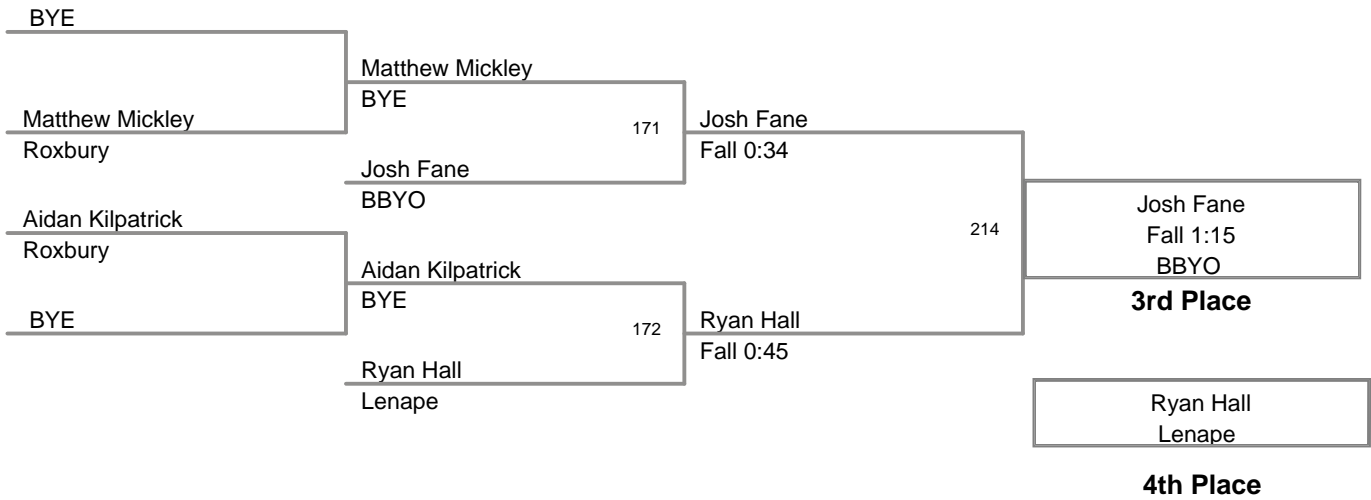 BYE
Matthew Mickley
BYE
Matthew Mickley
Roxbury
171
Josh Fane
Fall 0:34
Josh Fane
BBYO
Josh Fane
Fall 1:15
BBYO
3rd Place
Aidan Kilpatrick
Roxbury
214
Aidan Kilpatrick
BYE
BYE
172
Ryan Hall
Fall 0:45
Ryan Hall
Lenape
Ryan Hall
Lenape
4th Place